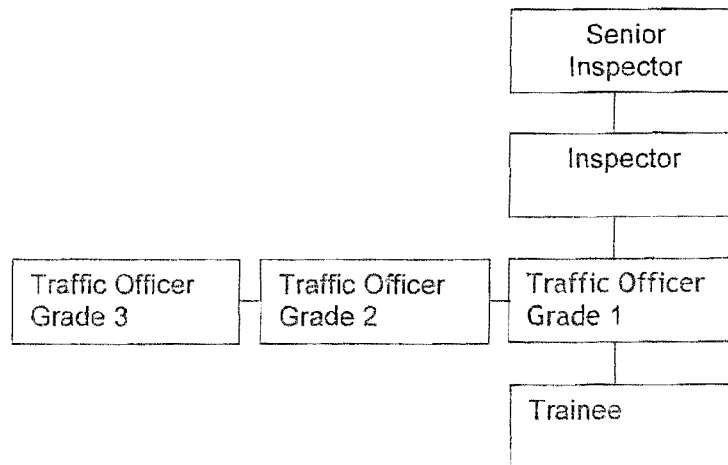 Senior
Inspector
Inspector
Traffic Officer
Grade 3
Traffic Officer
Grade 2
Traffic Officer
Grade 1
Trainee